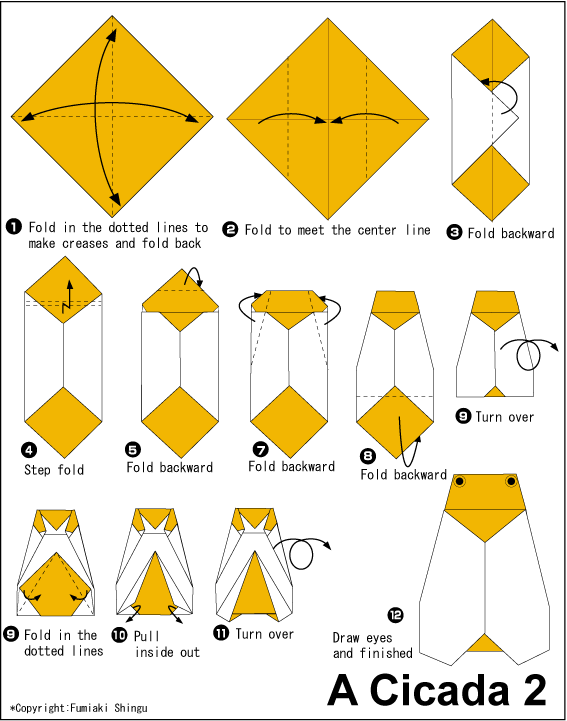 1 Fold in the dotted lines to
make creases and fold back
2 Fold to meet the center line
3 Fold backward
4
Step fold
5
Fold backward
7
Fold backward
8
Fold backward
9 Turn over
9 Fold in the
dotted lines
10 Pull
inside out
11 Turn over
12
Draw eyes
and finished
A Cicada 2
*Copyright:Fumiaki Shingu